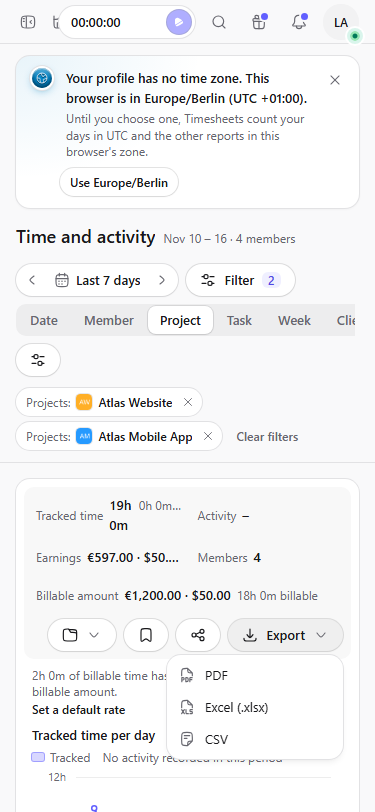 00:00:00
LA
Your profile has no time zone. This
browser is in Europe/Berlin (UTC +01:00).
Until you choose one, Timesheets count your
days in UTC and the other reports in this
browser's zone.
Use Europe/Berlin
Time and activity Nov 10 – 16 · 4 members
Last 7 days Filter 2
Date Member Project Task Week Clie
Projects: AW Atlas Website
Projects: AM Atlas Mobile App Clear filters
Tracked time 19h 0m 0h 0m... Activity –
Earnings €597.00 · $50.... Members 4
Billable amount €1,200.00 · $50.00 18h 0m billable
Export
2h 0m of billable time has
billable amount.
Set a default rate
PDF
Excel (.xlsx)
CSV
Tracked time per day
Tracked No activity recorded in this period
12h
9